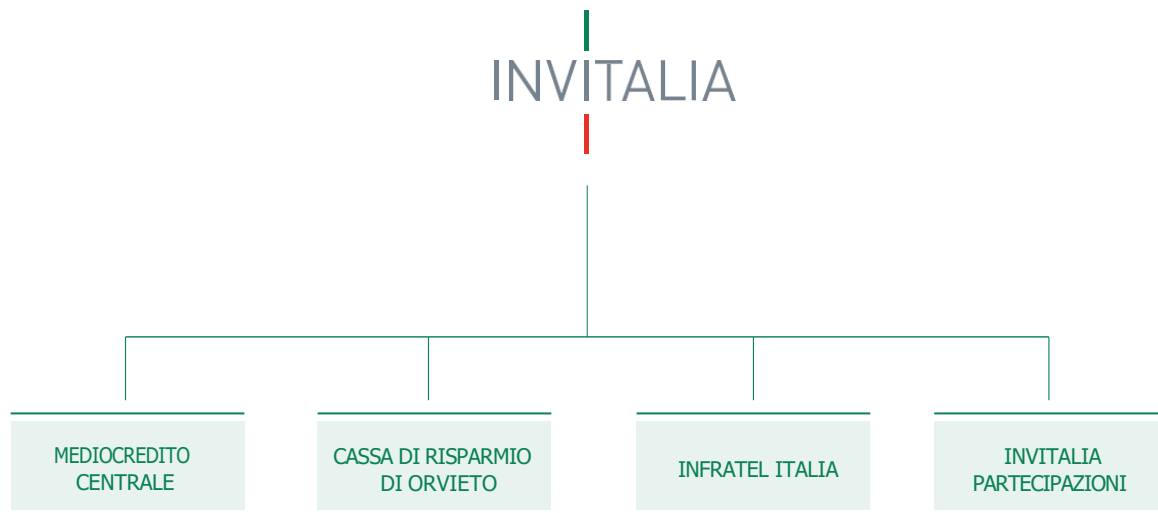 INVITALIA
MEDIOCREDITO
CENTRALE
CASSA DI RISPARMIO
DI ORVIETO
INFRATEL ITALIA
INVITALIA
PARTECIPAZIONI